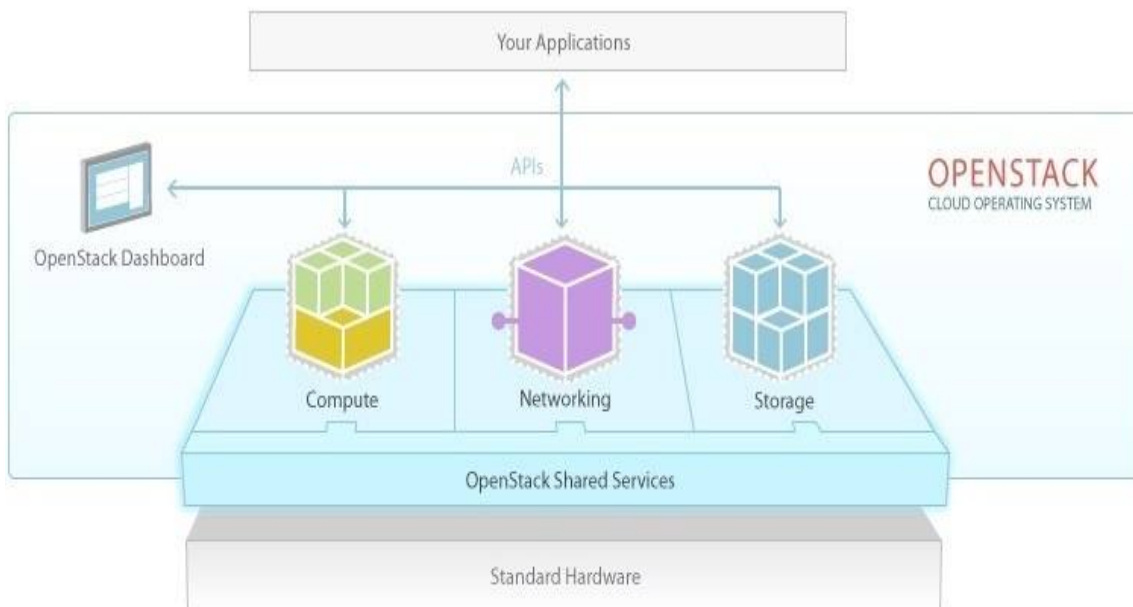 Your Applications
APIs
OPENSTACK
CLOUD OPERATING SYSTEM
OpenStack Dashboard
Compute
Networking
Storage
OpenStack Shared Services
Standard Hardware